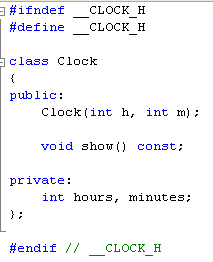 #ifndef __CLOCK_H
#define __CLOCK_H
class Clock
{
public:
Clock(int h, int m);
void show() const;
private:
int hours, minutes;
};
#endif // __CLOCK_H